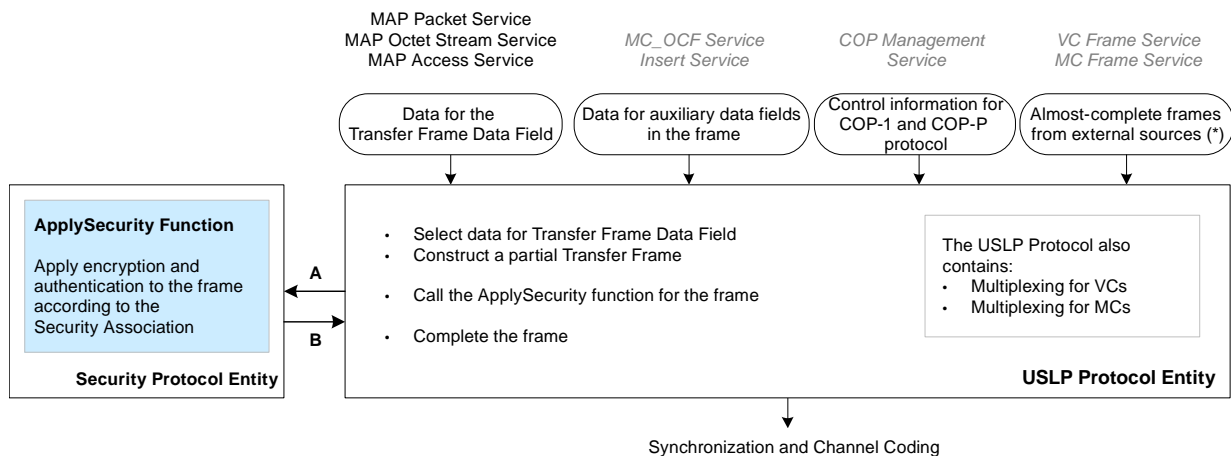 MAP Packet Service
MAP Octet Stream Service
MAP Access Service
MC_OCF Service
Insert Service
COP Management
Service
VC Frame Service
MC Frame Service
Data for the
Transfer Frame Data Field
Data for auxiliary data fields
in the frame
Control information for
COP-1 and COP-P
protocol
Almost-complete frames
from external sources (*)
ApplySecurity Function
Apply encryption and
authentication to the frame
according to the
Security Association
Security Protocol Entity
A
B
• Select data for Transfer Frame Data Field
• Construct a partial Transfer Frame
• Call the ApplySecurity function for the frame
• Complete the frame
The USLP Protocol also
contains:
• Multiplexing for VCs
• Multiplexing for MCs
USLP Protocol Entity
Synchronization and Channel Coding